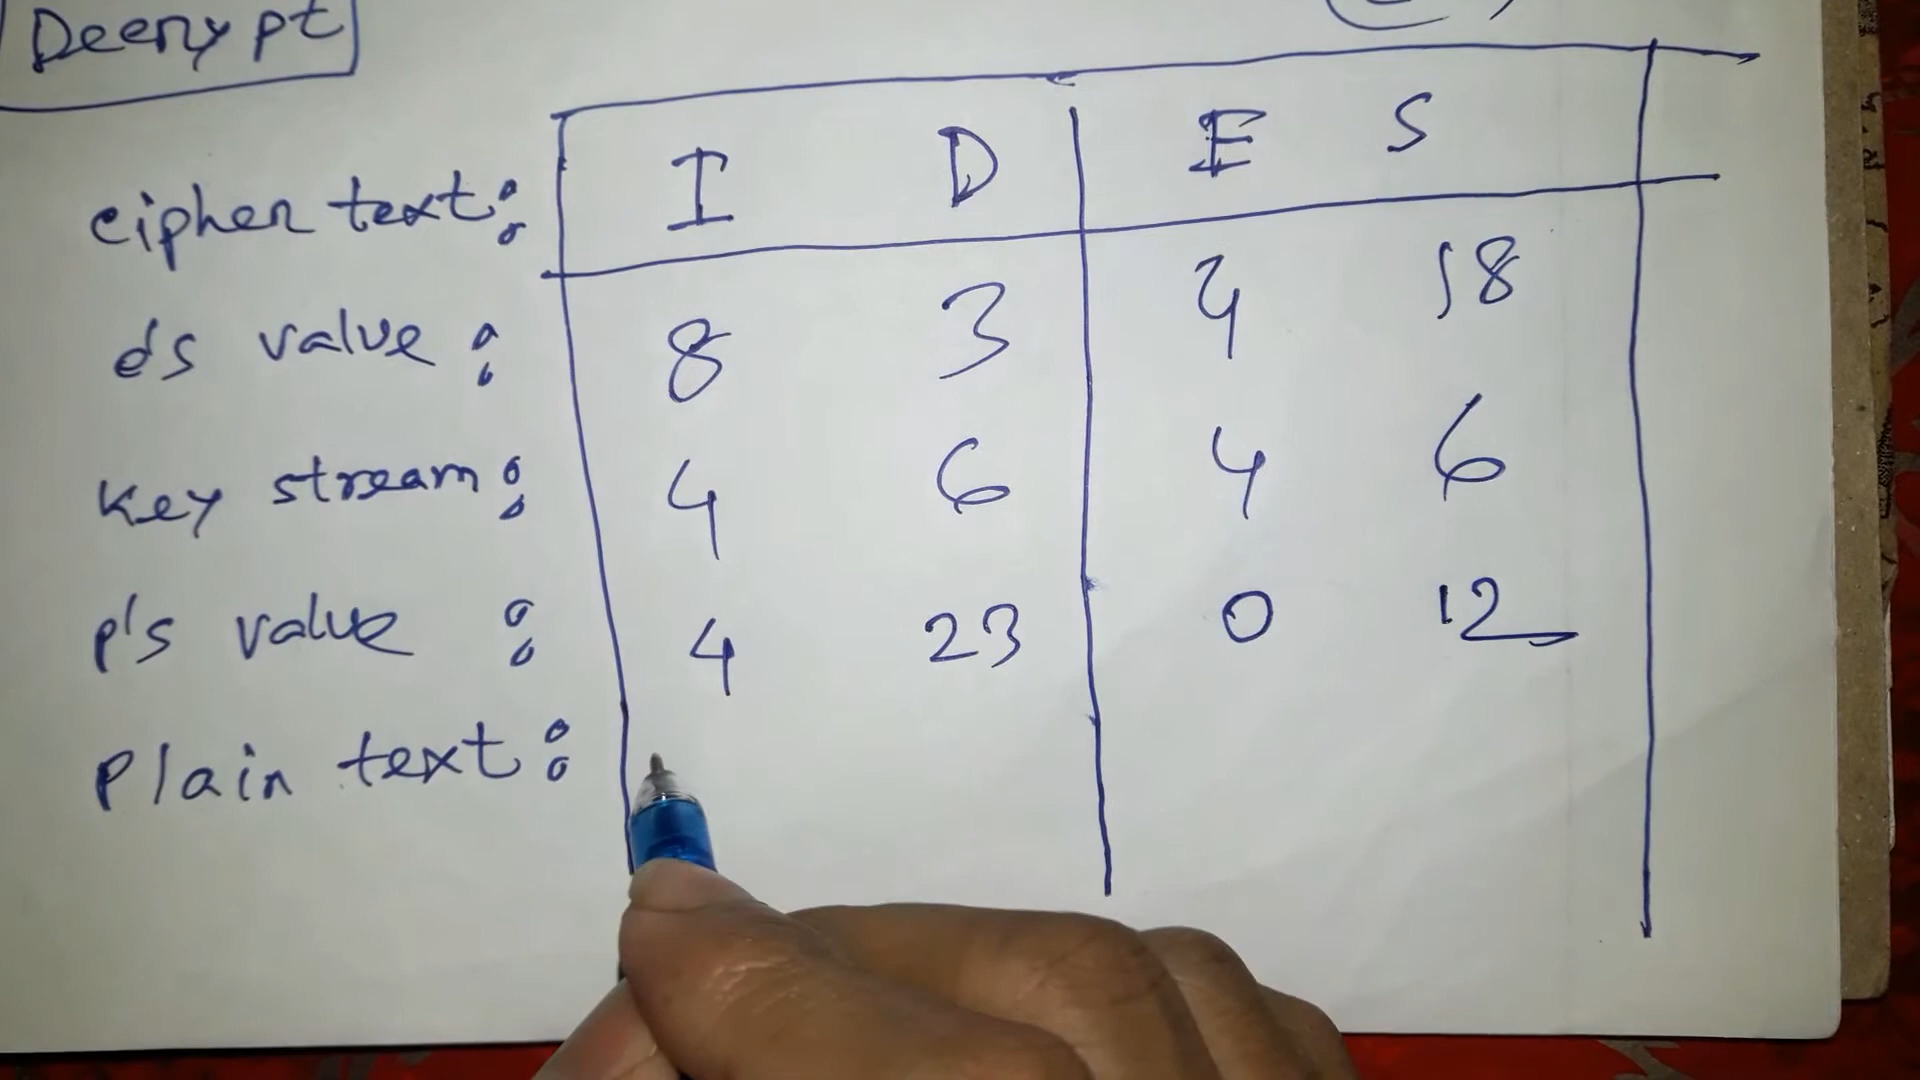 Decrypt
cipher text: I D E S
c's value: 8 3 4 18
Key stream: 4 6 4 6
p's value: 4 23 0 12
Plain text: